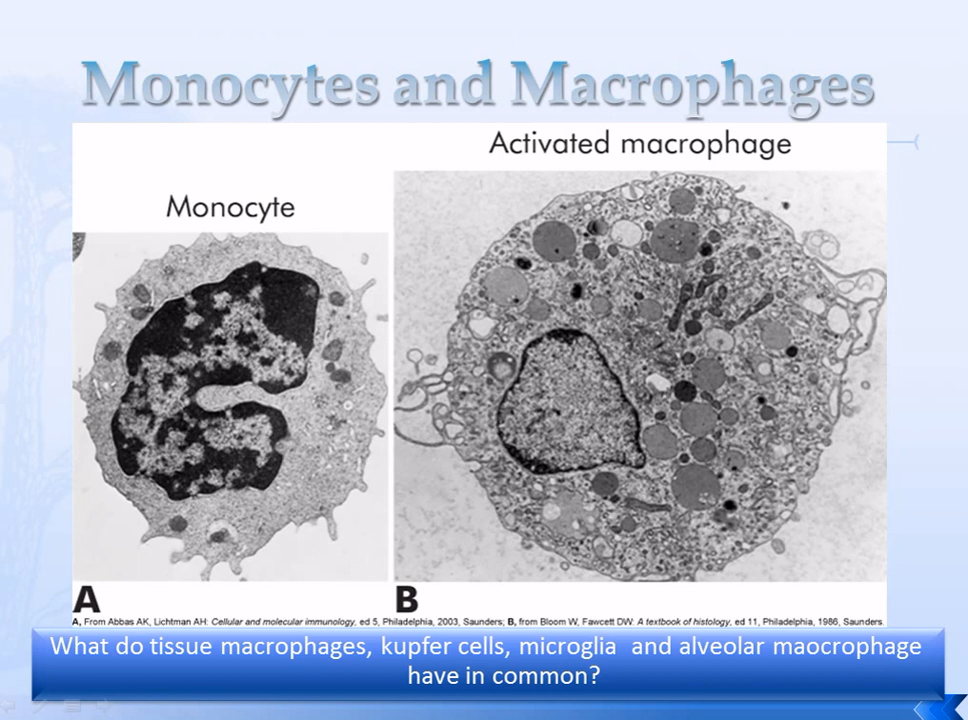 Monocytes and Macrophages
Activated macrophage
Monocyte
A
B
A, From Abbas AK, Lichtman AH: Cellular and molecular immunology, ed 5, Philadelphia, 2003, Saunders; B, from Bloom W, Fawcett DW: A textbook of histology, ed 11, Philadelphia, 1986, Saunders.
What do tissue macrophages, kupfer cells, microglia and alveolar maocrophage
have in common?